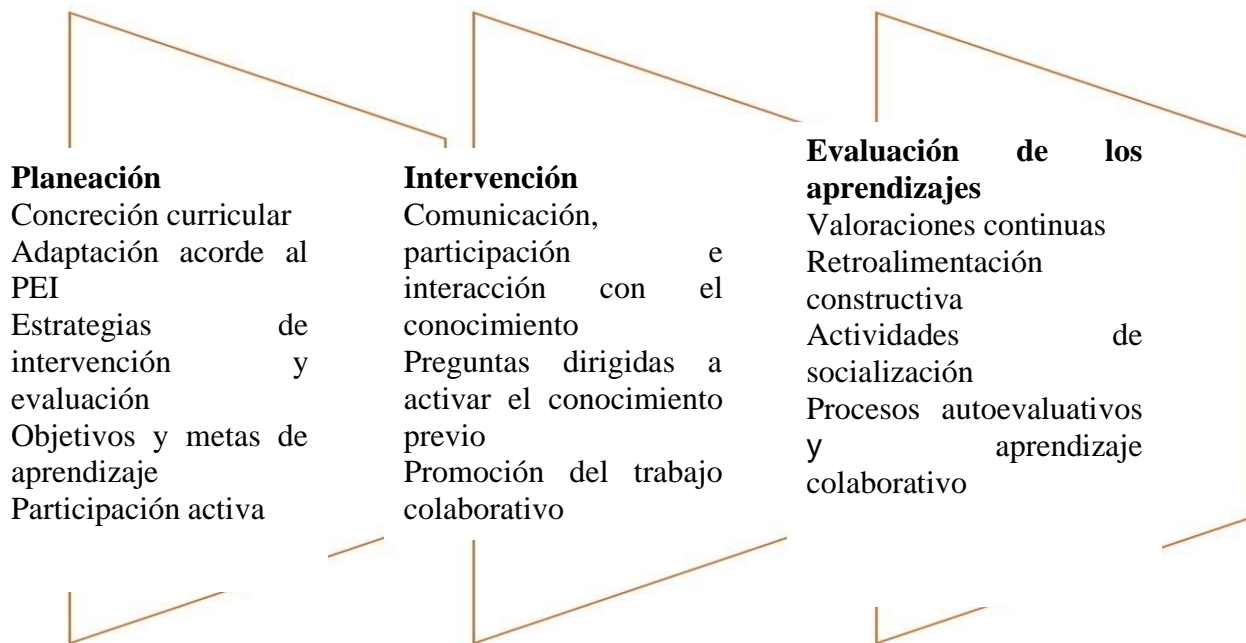 Planeación
Concreción curricular
Adaptación acorde al
PEI
Estrategias de
intervención y
evaluación
Objetivos y metas de
aprendizaje
Participación activa
Intervención
Comunicación,
participación e
interacción con el
conocimiento
Preguntas dirigidas a
activar el conocimiento
previo
Promoción del trabajo
colaborativo
Evaluación de los
aprendizajes
Valoraciones continuas
Retroalimentación
constructiva
Actividades de
socialización
Procesos autoevaluativos
y aprendizaje
colaborativo